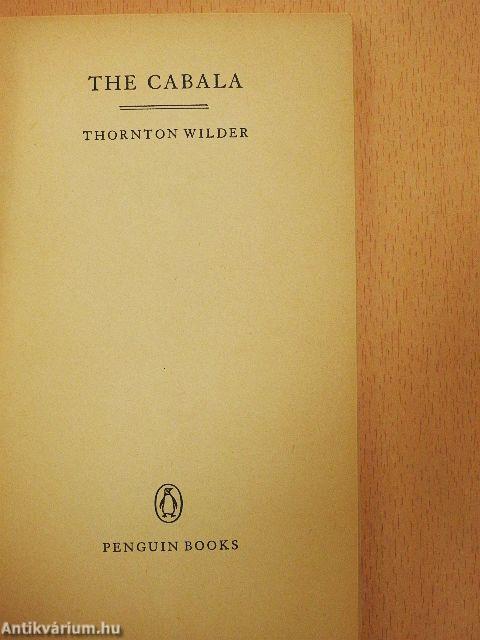 THE CABALA
THORNTON WILDER
PENGUIN BOOKS
Antikvárium.hu